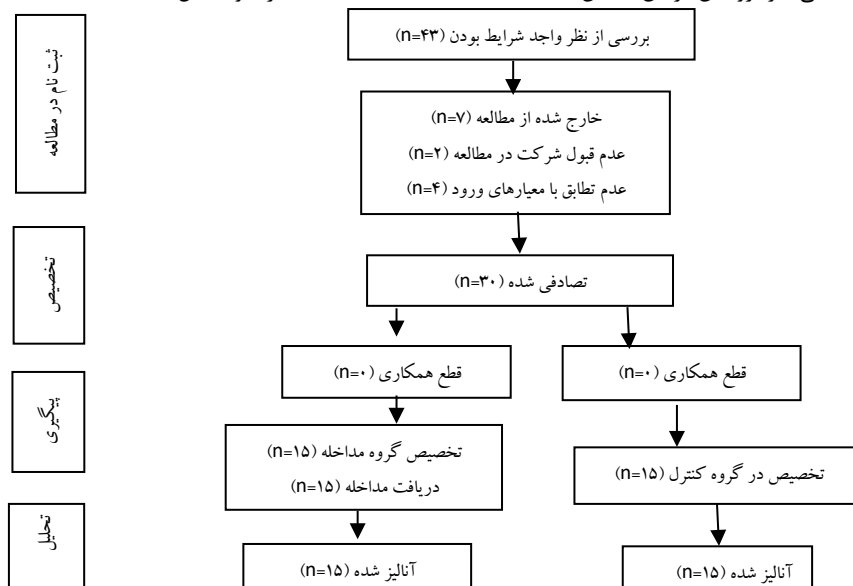 ثبت نام در مطالعه
بررسی از نظر واجد شرایط بودن (n=۴۳)
خارج شده از مطالعه (n=۷)
عدم قبول شرکت در مطالعه (n=۲)
عدم تطابق با معیارهای ورود (n=۴)
تخصیص
تصادفی شده (n=۳۰)
قطع همکاری (n=۰)
قطع همکاری (n=۰)
پیگیری
تخصیص گروه مداخله (n=۱۵)
دریافت مداخله (n=۱۵)
تخصیص در گروه کنترل (n=۱۵)
تحلیل
آنالیز شده (n=۱۵)
آنالیز شده (n=۱۵)